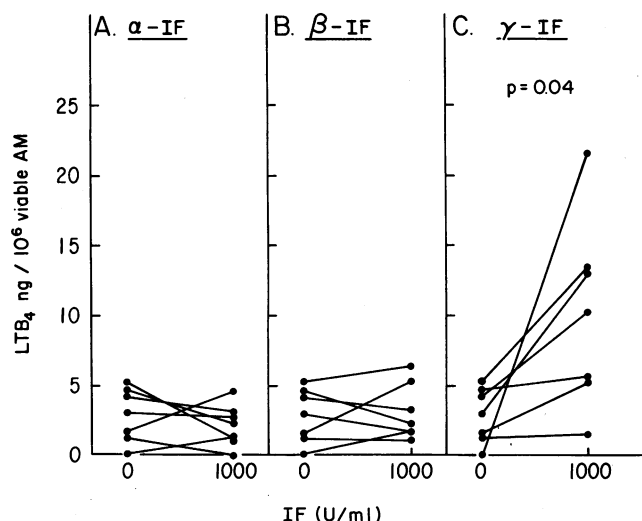 A. α-IF
B. β-IF
C. γ-IF
p=0.04
LTB4 ng / 10⁶ viable AM
25
20
15
10
5
0
0 1000
0 1000
0 1000
IF (U/ml)